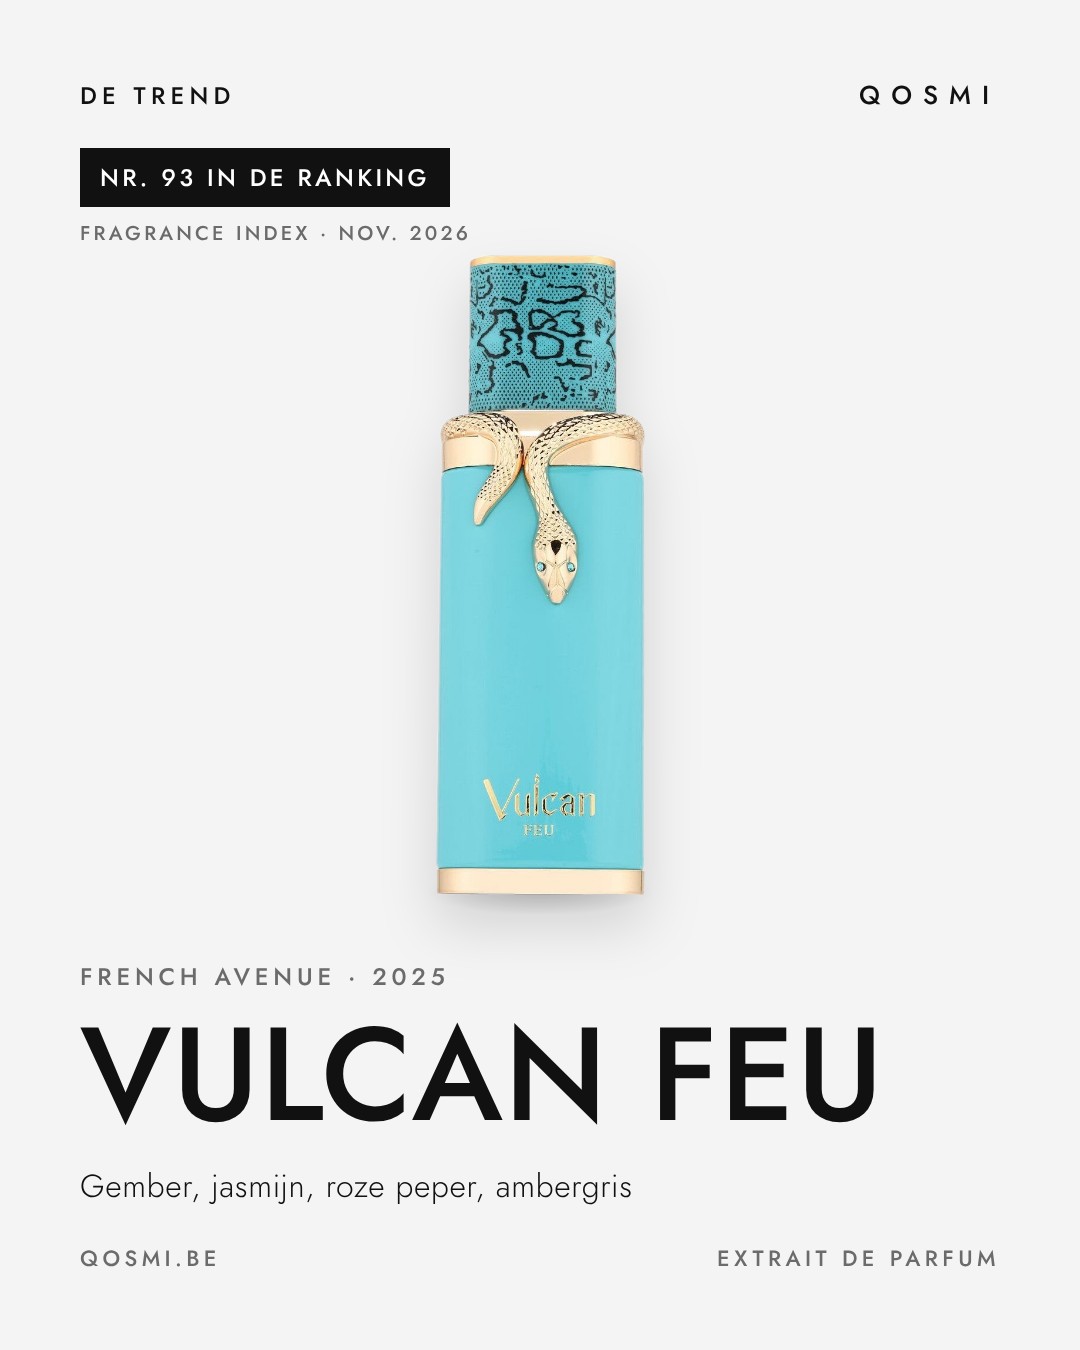 DE TREND
QOSMI
NR. 93 IN DE RANKING
FRAGRANCE INDEX · NOV. 2026
Vulcan
FEU
FRENCH AVENUE · 2025
VULCAN FEU
Gember, jasmijn, roze peper, ambergris
QOSMI.BE
EXTRAIT DE PARFUM